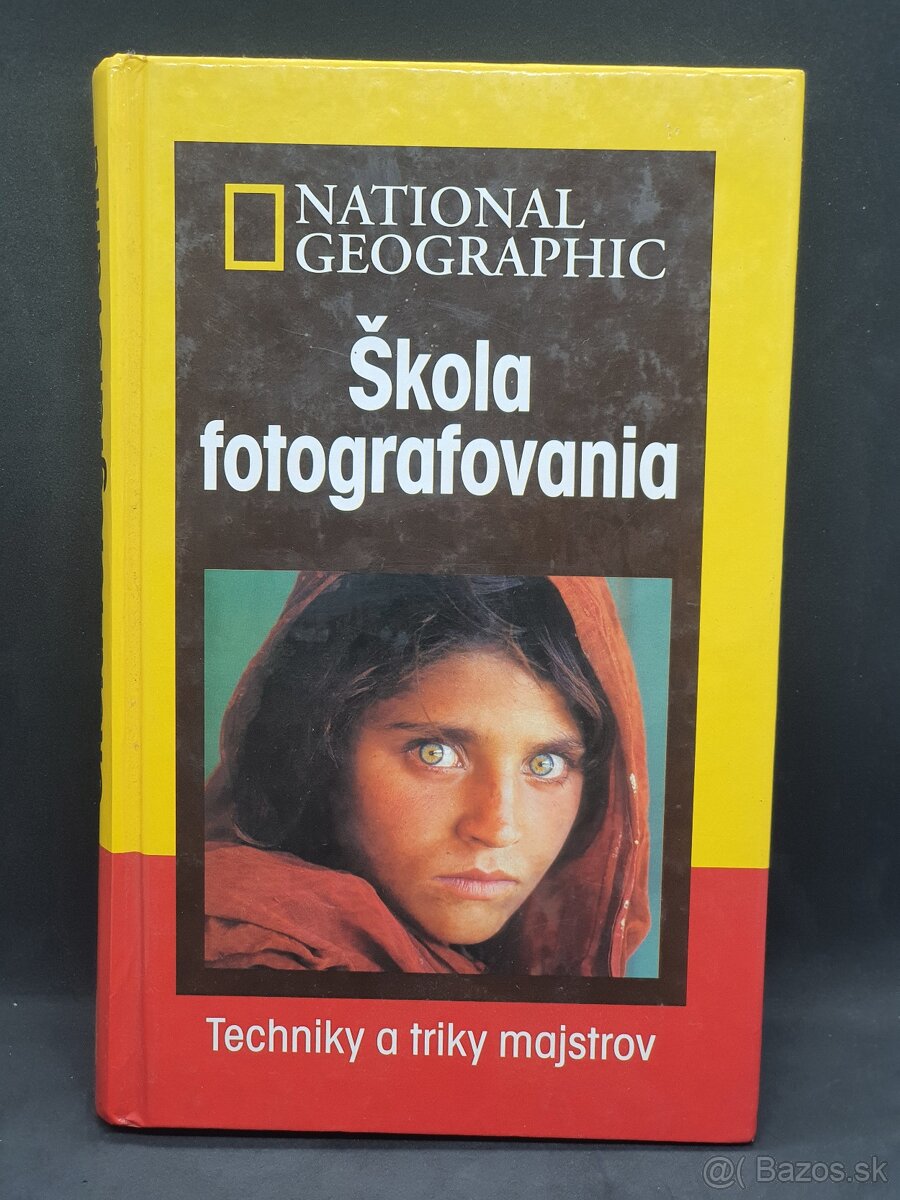 NATIONAL
GEOGRAPHIC
Škola
fotografovania
Techniky a triky majstrov
@( Bazos.sk